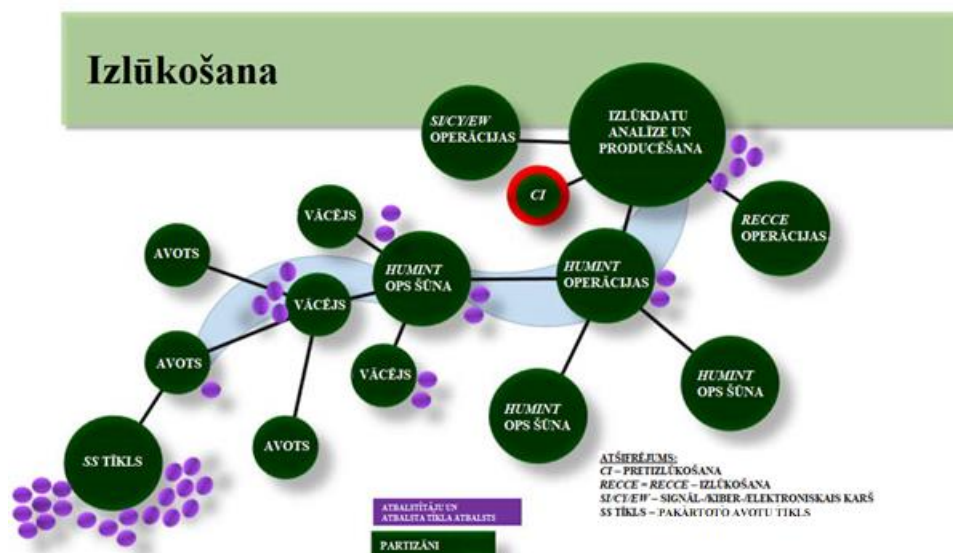 Izlūkošana
SI/CY/EW
OPERĀCIJAS
IZLŪKDATU
ANALĪZE UN
PRODUCĒŠANA
CI
RECCE
OPERĀCIJAS
VĀCĒJS
AVOTS
HUMINT
OPS ŠŪNA
HUMINT
OPERĀCIJAS
VĀCĒJS
AVOTS
VĀCĒJS
HUMINT
OPS ŠŪNA
HUMINT
OPS ŠŪNA
AVOTS
SS TĪKLS
ATŠIFRĒJUMS:
CI – PRETIZLŪKOŠANA
RECCE = RECCE – IZLŪKOŠANA
SI/CY/EW – SIGNĀL-/KIBER-/ELEKTRONISKAIS KARŠ
SS TĪKLS – PAKĀRTOTO AVOTU TĪKLS
ATBALSTĪTĀJU UN
ATBALSTA TĪKLA ATBALSTS
PARTIZĀNI